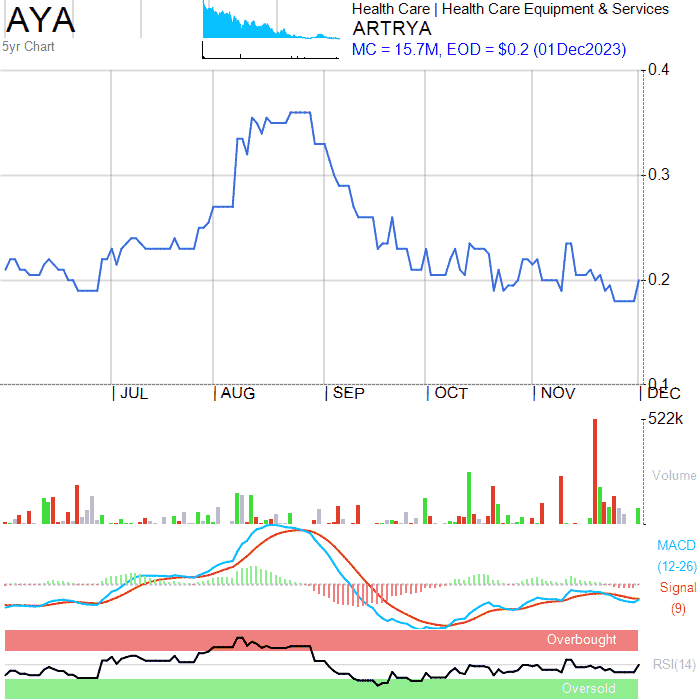 AYA
5yr Chart
Health Care | Health Care Equipment & Services
ARTRYA
MC = 15.7M, EOD = $0.2 (01Dec2023)
0.4
0.3
0.2
0.1
| JUL | AUG | SEP | OCT | NOV | DEC
522k
Volume
MACD
(12-26)
Signal
(9)
Overbought
RSI(14)
Oversold